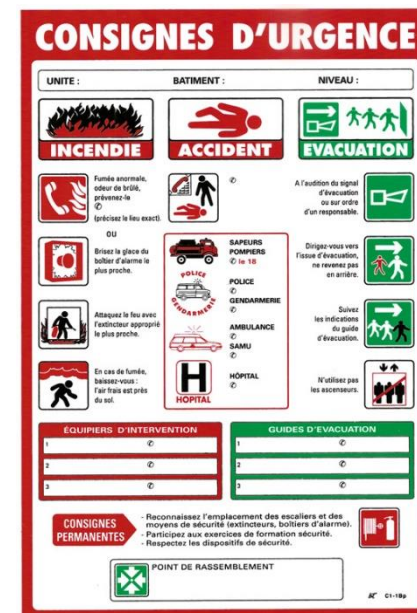 CONSIGNES D'URGENCE
UNITE :
BATIMENT :
NIVEAU :
INCENDIE
ACCIDENT
EVACUATION
Fumée anormale,
odeur de brûlé,
prévenez-le
✆
(précisez le lieu exact).
OU
Brisez la glace du
boîtier d'alarme le
plus proche.
Attaquez le feu avec
l'extincteur approprié
le plus proche.
En cas de fumée,
baissez-vous :
l'air frais est près
du sol.
✆
SAPEURS
POMPIERS
✆ le 18
POLICE
GENDARMERIE
POLICE
✆
GENDARMERIE
✆
AMBULANCE
✆
SAMU
✆
H
HOPITAL
HÔPITAL
✆
A l'audition du signal
d'évacuation
ou sur ordre
d'un responsable.
Dirigez-vous vers
l'issue d'évacuation,
ne revenez pas
en arrière.
Suivez
les indications
du guide
d'évacuation.
N'utilisez pas
les ascenseurs.
ÉQUIPIERS D'INTERVENTION
1 ✆
2 ✆
3 ✆
GUIDES D'EVACUATION
1 ✆
2 ✆
3 ✆
CONSIGNES
PERMANENTES
- Reconnaissez l'emplacement des escaliers et des
moyens de sécurité (extincteurs, boîtiers d'alarme).
- Participez aux exercices de formation sécurité.
- Respectez les dispositifs de sécurité.
POINT DE RASSEMBLEMENT
C1-1Bp